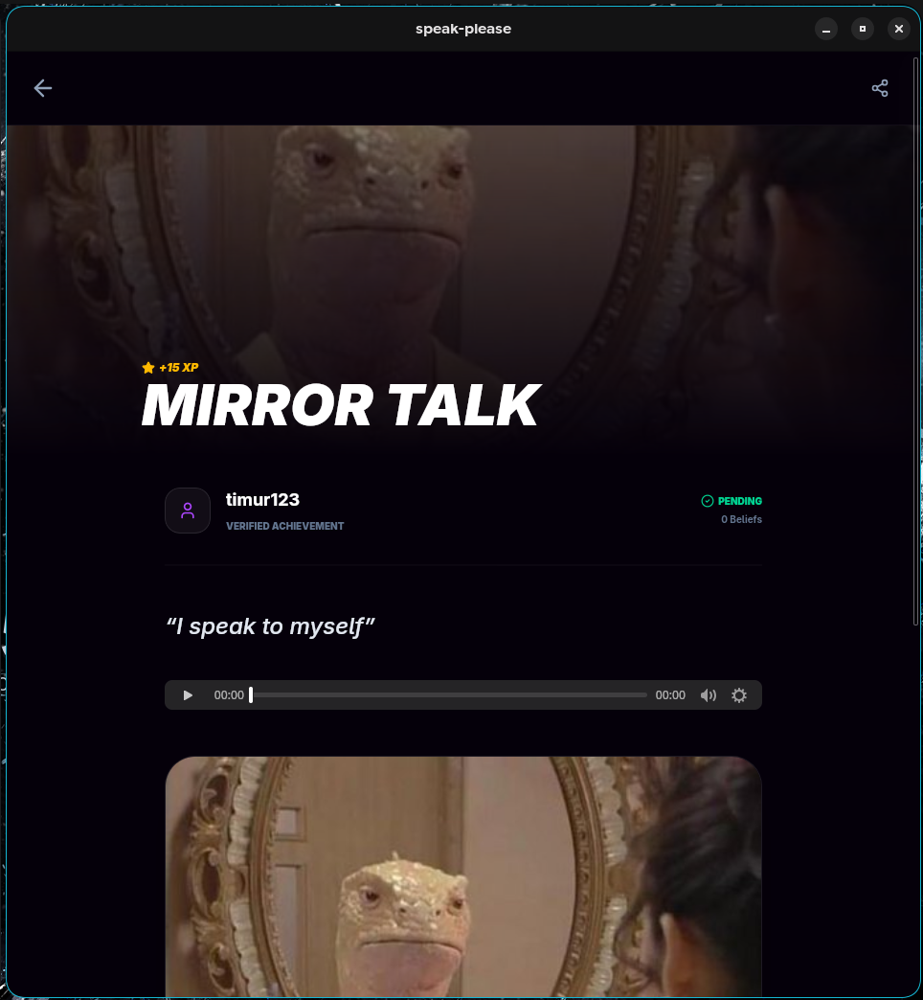 speak-please
+15 XP
MIRROR TALK
timur123
VERIFIED ACHIEVEMENT
PENDING
0 Beliefs
“I speak to myself”
00:00
00:00